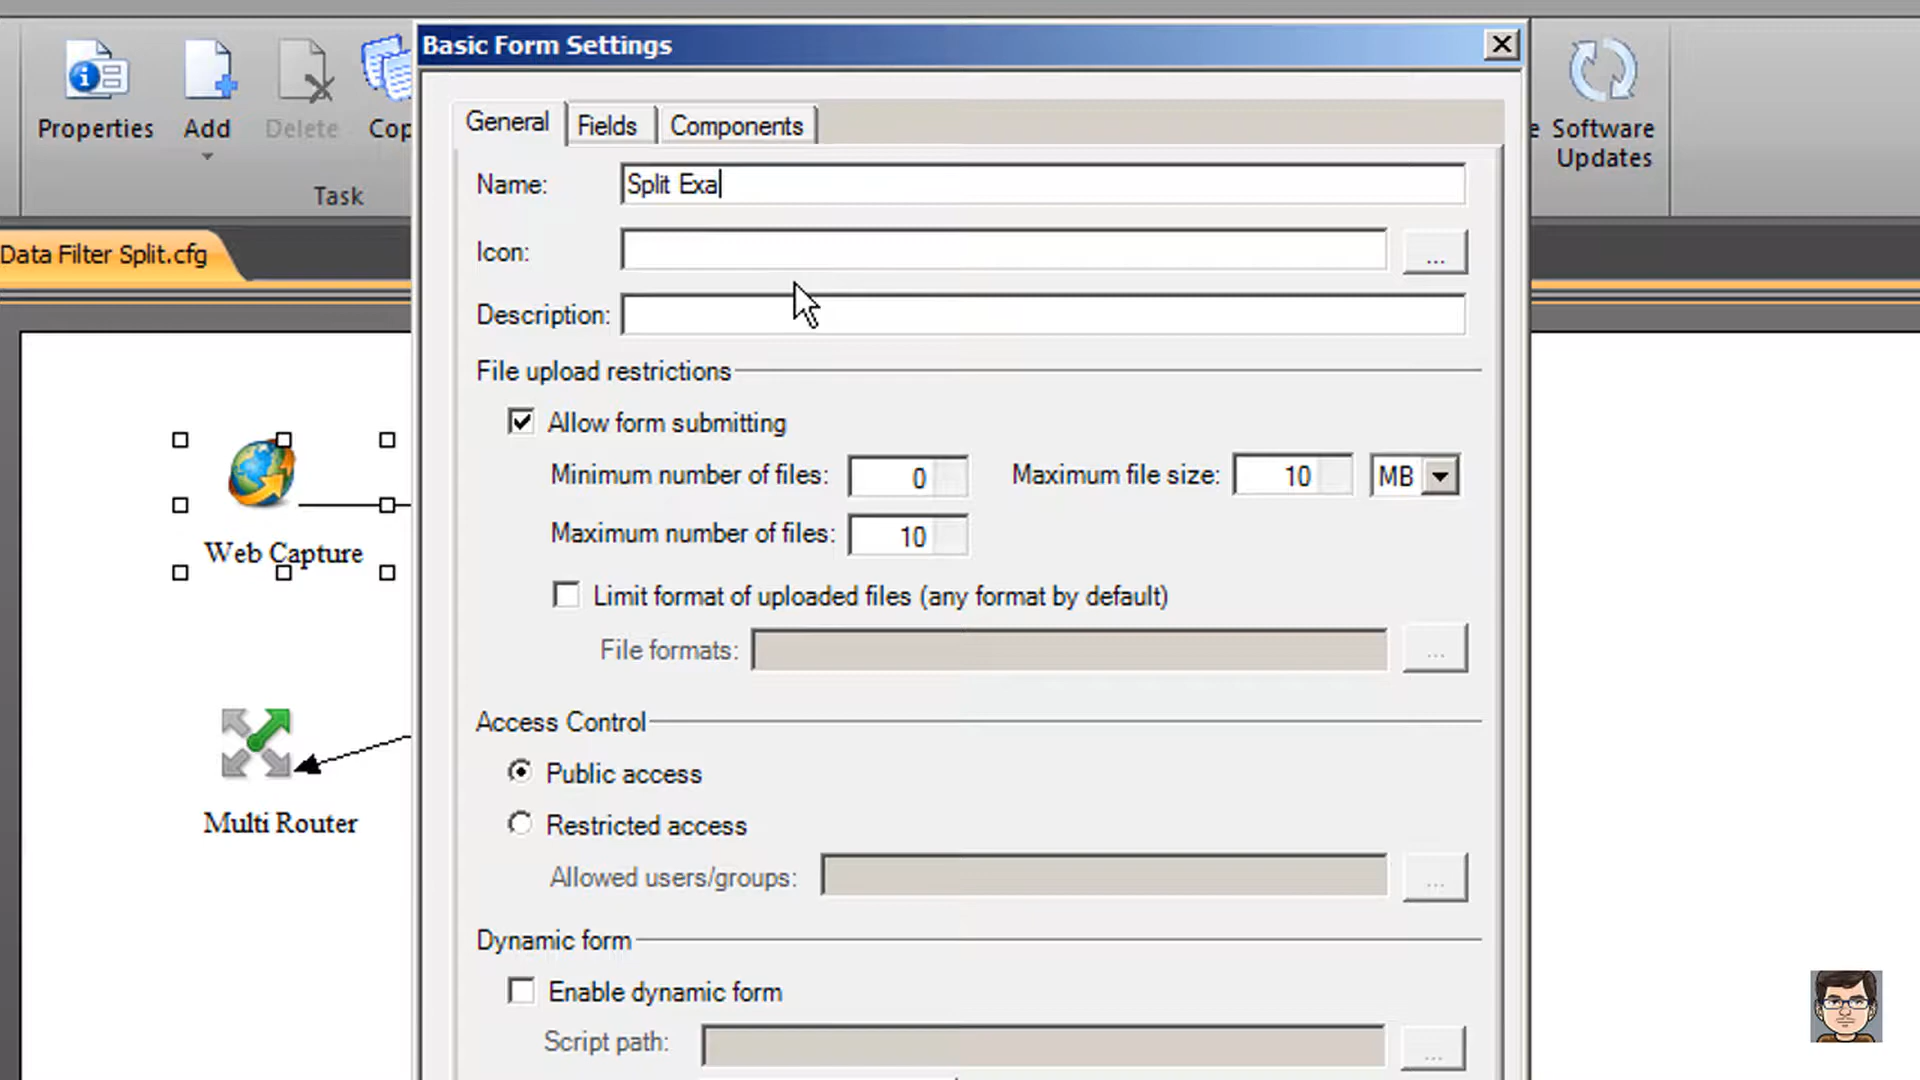 Basic Form Settings
Properties
Add
Delete
Cop
Task
e Software
Updates
Data Filter Split.cfg
General
Fields
Components
Name:
Split Exa
Icon:
...
Description:
File upload restrictions
Allow form submitting
Minimum number of files:
0
Maximum file size:
10
MB
Maximum number of files:
10
Limit format of uploaded files (any format by default)
File formats:
...
Access Control
Public access
Restricted access
Allowed users/groups:
...
Dynamic form
Enable dynamic form
Script path:
...
Web Capture
Multi Router